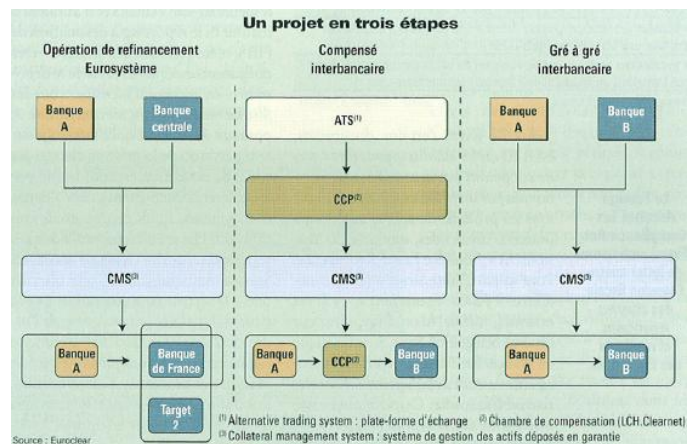 Un projet en trois étapes
Opération de refinancement
Eurosystème
Banque
A
Banque
centrale
CMS(3)
Banque
A
Banque
de France
Target
2
Compensé
interbancaire
ATS(1)
CCP(2)
CMS(3)
Banque
A
CCP(2)
Banque
B
Gré à gré
interbancaire
Banque
A
Banque
B
CMS(3)
Banque
A
Banque
B
(1) Alternative trading system : plate-forme d'échange (2) Chambre de compensation (LCH.Clearnet)
(3) Collateral management system : système de gestion des actifs déposés en garantie
Source : Euroclear